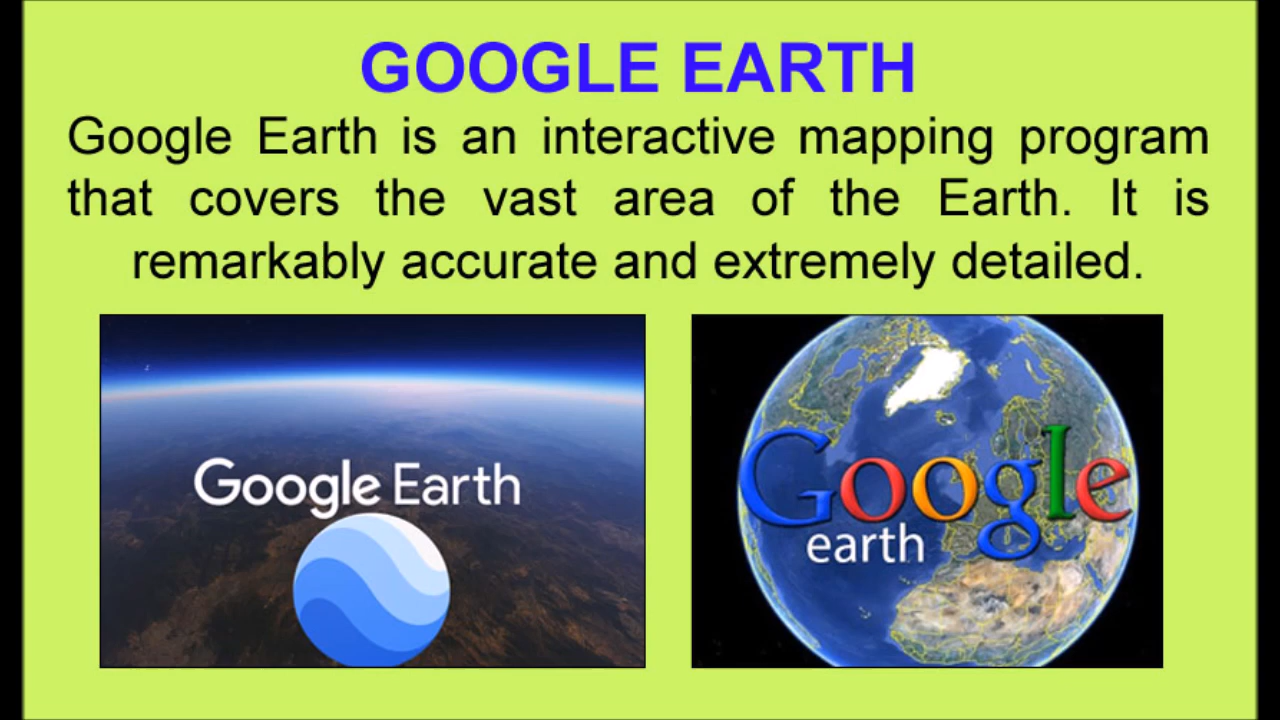 GOOGLE EARTH
Google Earth is an interactive mapping program
that covers the vast area of the Earth. It is
remarkably accurate and extremely detailed.
Google Earth
Google
earth